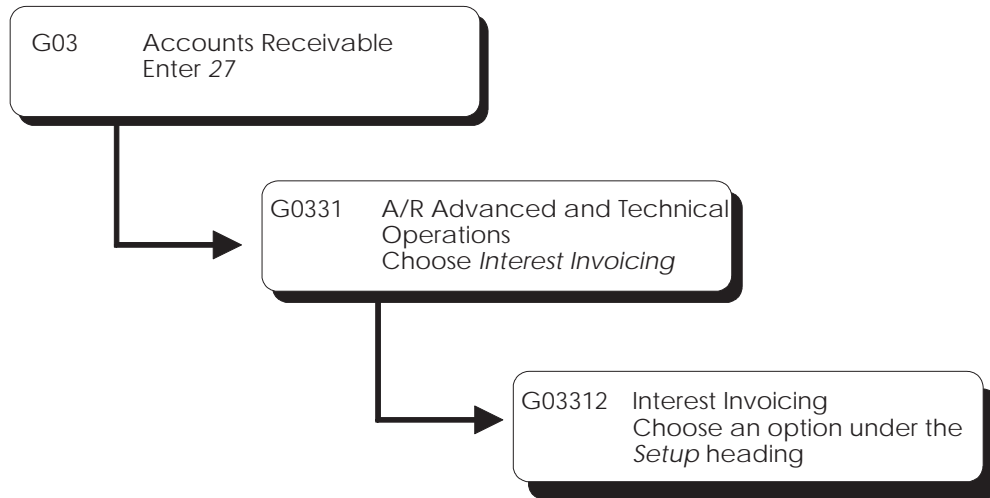 G03 Accounts Receivable
Enter 27
G0331 A/R Advanced and Technical
Operations
Choose Interest Invoicing
G03312 Interest Invoicing
Choose an option under the
Setup heading